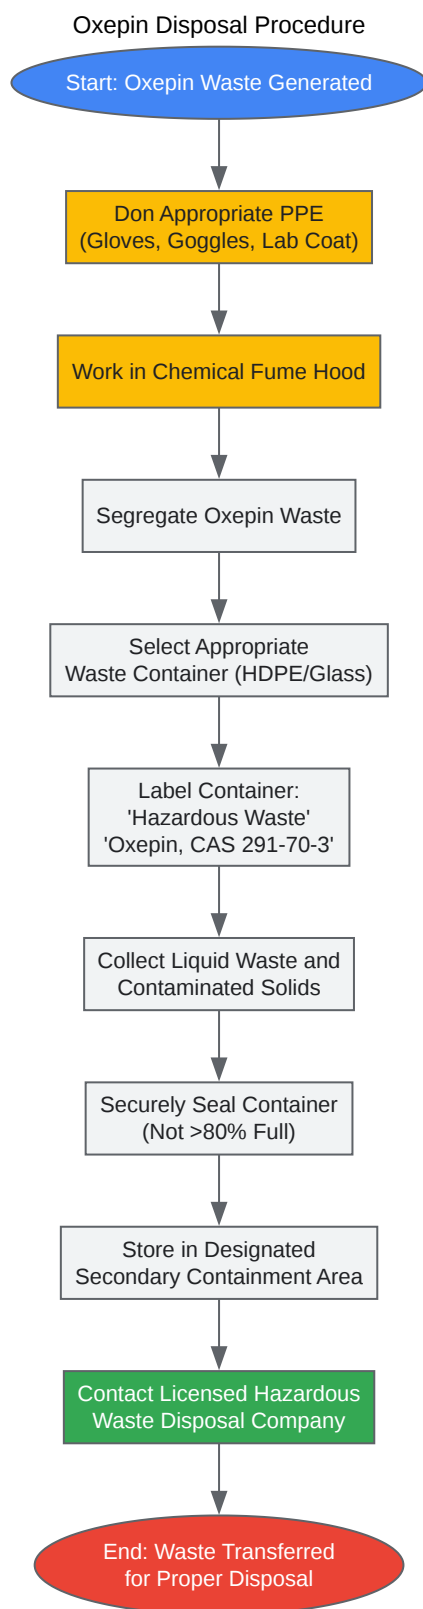 Oxepin Disposal Procedure
Start: Oxepin Waste Generated
Don Appropriate PPE
(Gloves, Goggles, Lab Coat)
Work in Chemical Fume Hood
Segregate Oxepin Waste
Select Appropriate
Waste Container (HDPE/Glass)
Label Container:
'Hazardous Waste'
'Oxepin, CAS 291-70-3'
Collect Liquid Waste and
Contaminated Solids
Securely Seal Container
(Not >80% Full)
Store in Designated
Secondary Containment Area
Contact Licensed Hazardous
Waste Disposal Company
End: Waste Transferred
for Proper Disposal